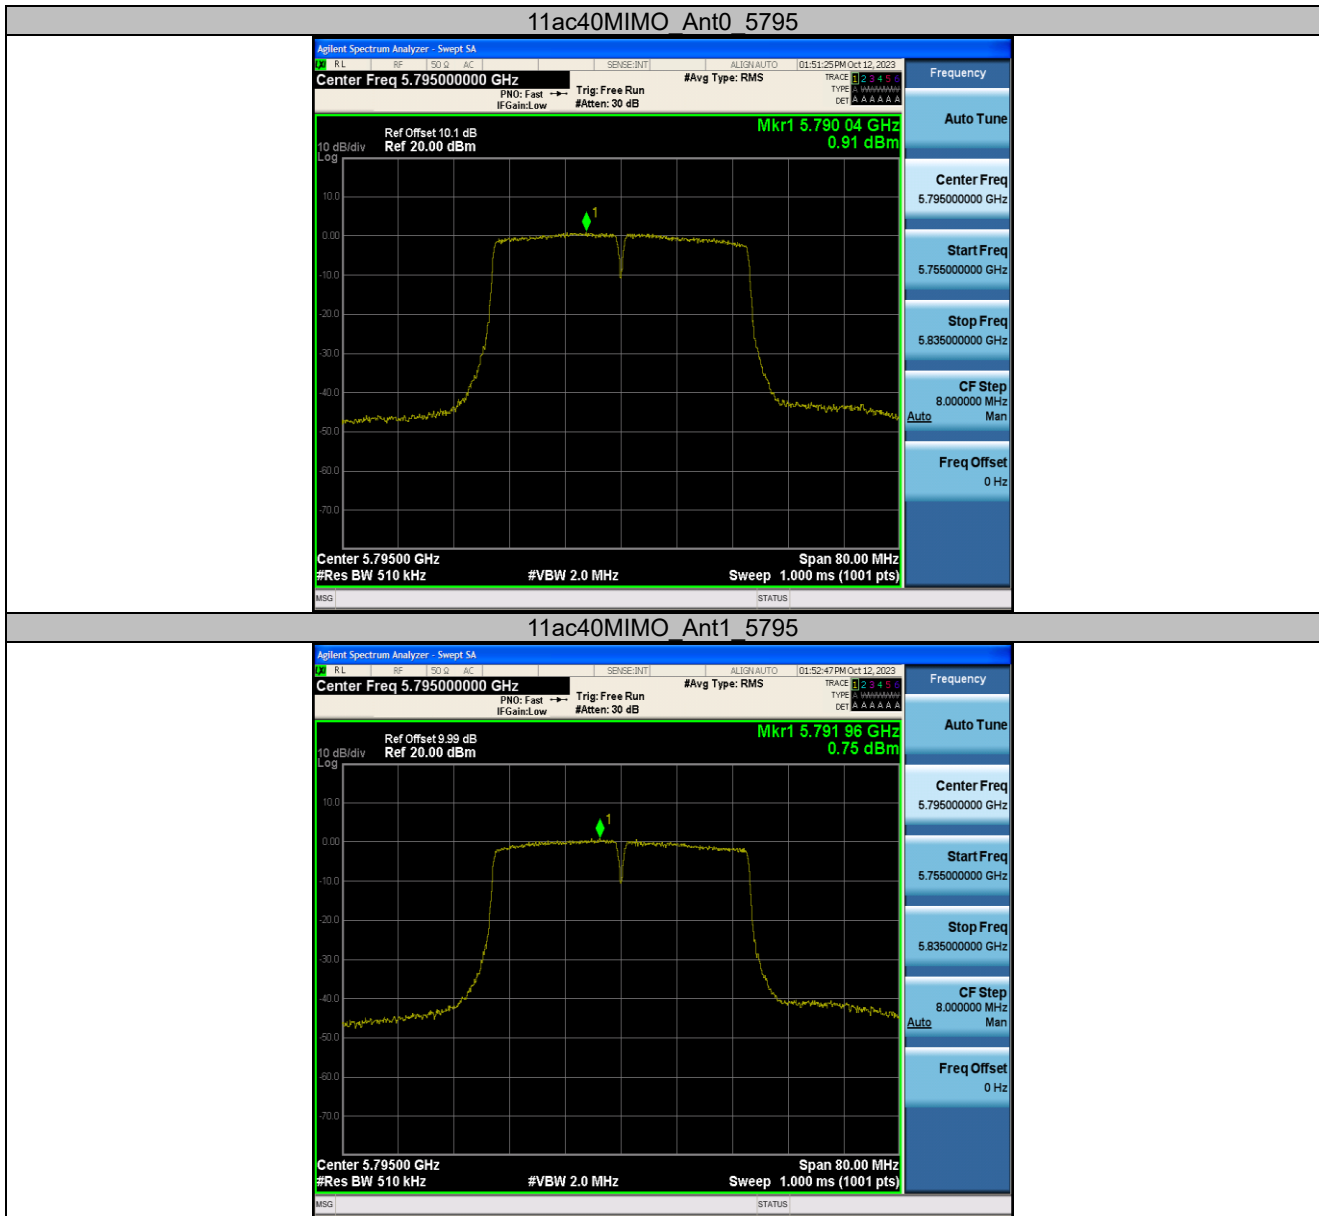 11ac40MIMO_Ant0_5795
Agilent Spectrum Analyzer - Swept SA
RL RF 50 Ω AC SENSE:INT ALIGNAUTO 01:51:25 PM Oct 12, 2023
Center Freq 5.795000000 GHz #Avg Type: RMS TRACE 1 2 3 4 5 6
PNO: Fast Trig: Free Run TYPE
IFGain:Low #Atten: 30 dB DET A A A A A A
Frequency
Mkr1 5.790 04 GHz
0.91 dBm
Ref Offset 10.1 dB
10 dB/div Ref 20.00 dBm
Log
10.0
0.00
-10.0
-20.0
-30.0
-40.0
-50.0
-60.0
-70.0
1
Center 5.79500 GHz Span 80.00 MHz
#Res BW 510 kHz #VBW 2.0 MHz Sweep 1.000 ms (1001 pts)
MSG STATUS
Auto Tune
Center Freq
5.795000000 GHz
Start Freq
5.755000000 GHz
Stop Freq
5.835000000 GHz
CF Step
8.000000 MHz
Auto Man
Freq Offset
0 Hz
11ac40MIMO_Ant1_5795
Agilent Spectrum Analyzer - Swept SA
RL RF 50 Ω AC SENSE:INT ALIGNAUTO 01:52:47 PM Oct 12, 2023
Center Freq 5.795000000 GHz #Avg Type: RMS TRACE 1 2 3 4 5 6
PNO: Fast Trig: Free Run TYPE
IFGain:Low #Atten: 30 dB DET A A A A A A
Frequency
Mkr1 5.791 96 GHz
0.75 dBm
Ref Offset 9.99 dB
10 dB/div Ref 20.00 dBm
Log
10.0
0.00
-10.0
-20.0
-30.0
-40.0
-50.0
-60.0
-70.0
1
Center 5.79500 GHz Span 80.00 MHz
#Res BW 510 kHz #VBW 2.0 MHz Sweep 1.000 ms (1001 pts)
MSG STATUS
Auto Tune
Center Freq
5.795000000 GHz
Start Freq
5.755000000 GHz
Stop Freq
5.835000000 GHz
CF Step
8.000000 MHz
Auto Man
Freq Offset
0 Hz